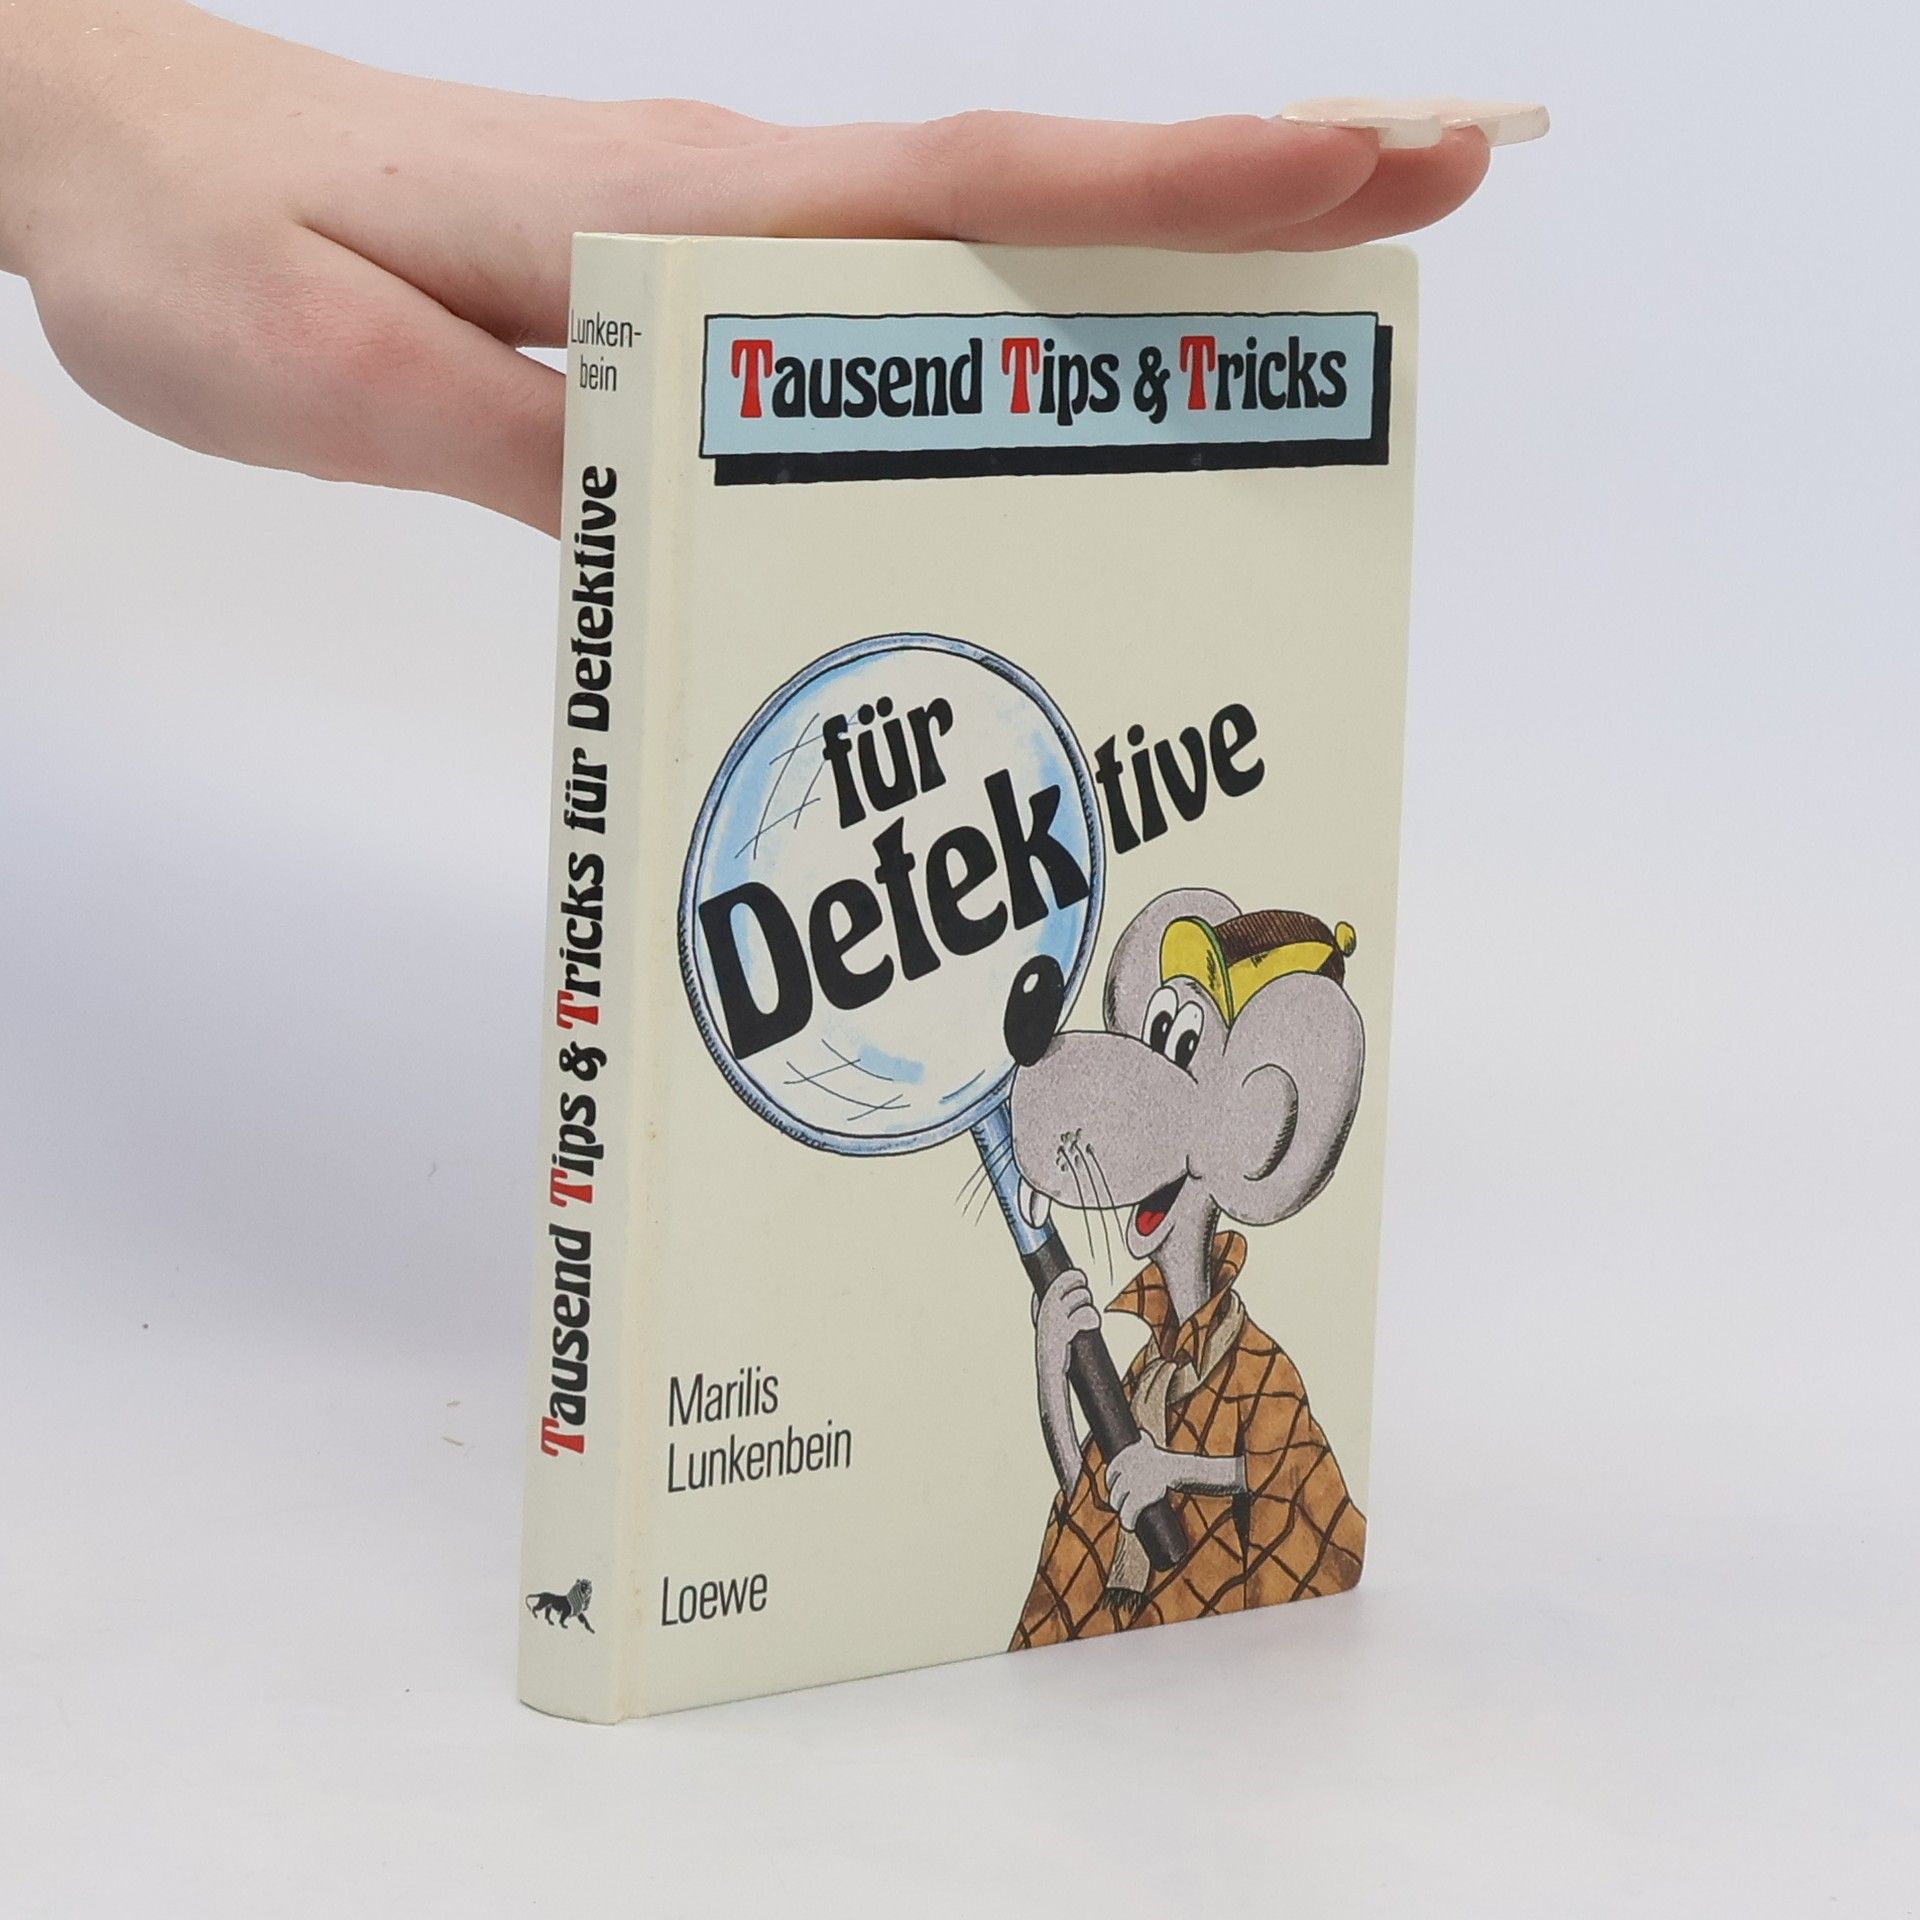 Lunken-
bein
Tausend Tips & Tricks für Detektive
Tausend Tips & Tricks
für
Detektive
Marilis
Lunkenbein
Loewe